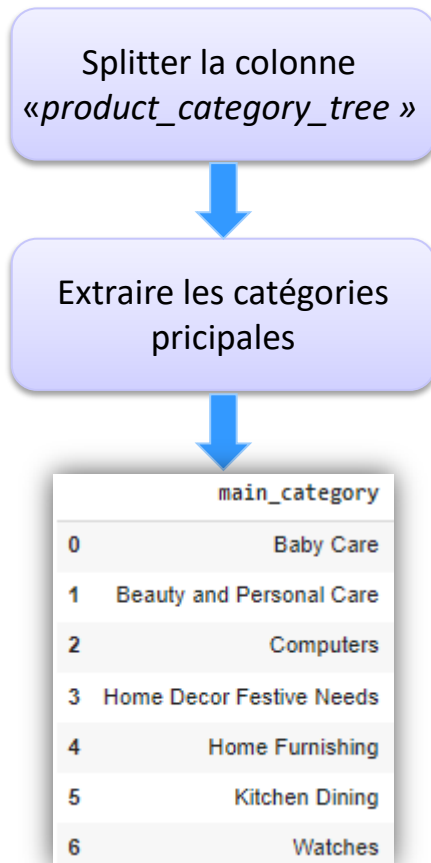 Splitter la colonne
«product_category_tree »
Extraire les catégories
pricipales
main_category
0 Baby Care
1 Beauty and Personal Care
2 Computers
3 Home Decor Festive Needs
4 Home Furnishing
5 Kitchen Dining
6 Watches